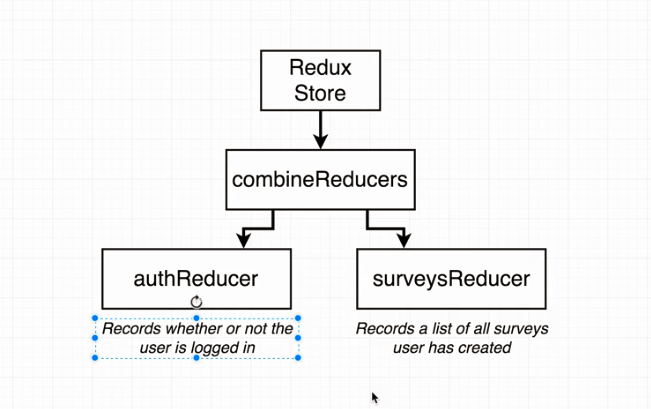 Redux
Store
combineReducers
authReducer
surveysReducer
Records whether or not the
user is logged in
Records a list of all surveys
user has created